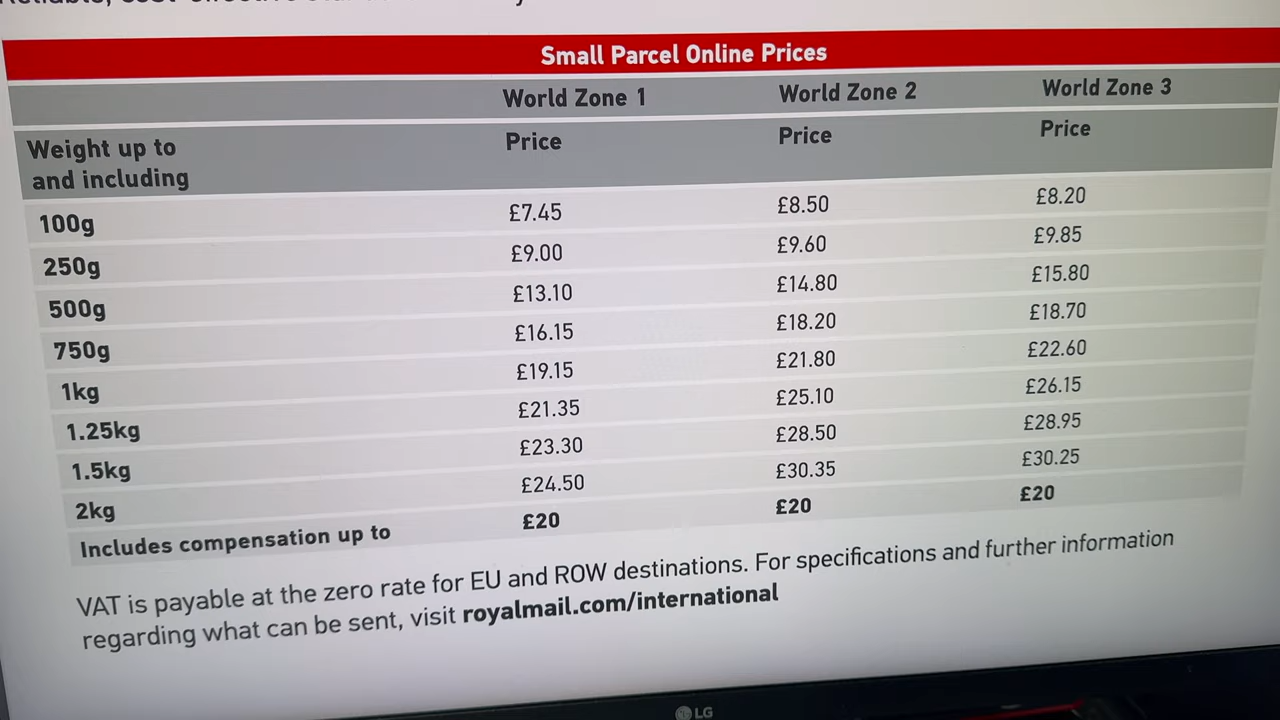 Small Parcel Online Prices
World Zone 1 World Zone 2 World Zone 3
Weight up to and including Price Price Price
100g £7.45 £8.50 £8.20
250g £9.00 £9.60 £9.85
500g £13.10 £14.80 £15.80
750g £16.15 £18.20 £18.70
1kg £19.15 £21.80 £22.60
1.25kg £21.35 £25.10 £26.15
1.5kg £23.30 £28.50 £28.95
2kg £24.50 £30.35 £30.25
Includes compensation up to £20 £20 £20
VAT is payable at the zero rate for EU and ROW destinations. For specifications and further information
regarding what can be sent, visit royalmail.com/international
LG